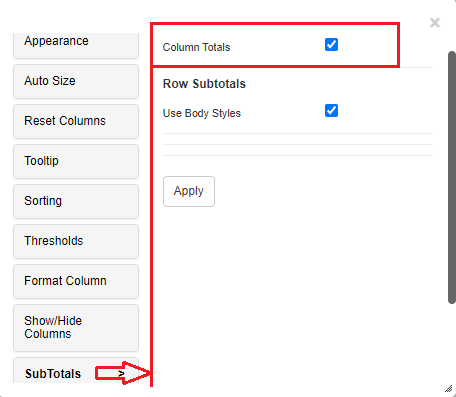 ×
Appearance
Auto Size
Reset Columns
Tooltip
Sorting
Thresholds
Format Column
Show/Hide
Columns
SubTotals >
Column Totals
Row Subtotals
Use Body Styles
Apply